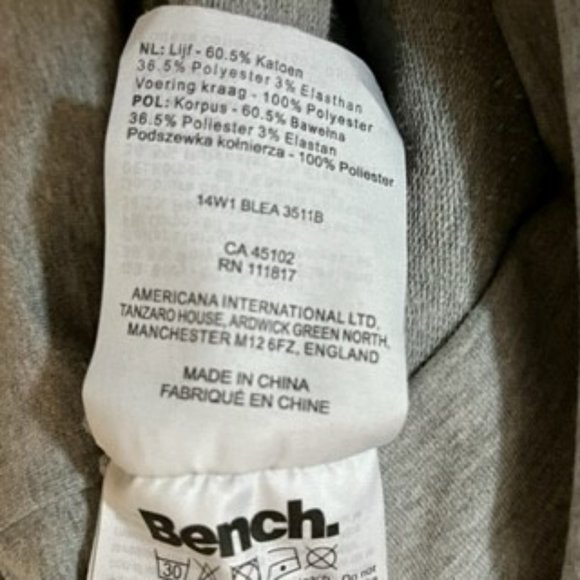 NL: Lijf - 60.5% Katoen
36.5% Polyester 3% Elasthan
Voering kraag - 100% Polyester
POL: Korpus - 60.5% Bawełna
36.5% Poliester 3% Elastan
Podszewka kołnierza - 100% Poliester
14W1 BLEA 3511B
CA 45102
RN 111817
AMERICANA INTERNATIONAL LTD,
TANZARO HOUSE, ARDWICK GREEN NORTH,
MANCHESTER M12 6FZ, ENGLAND
MADE IN CHINA
FABRIQUÉ EN CHINE
Bench.
30
Do not